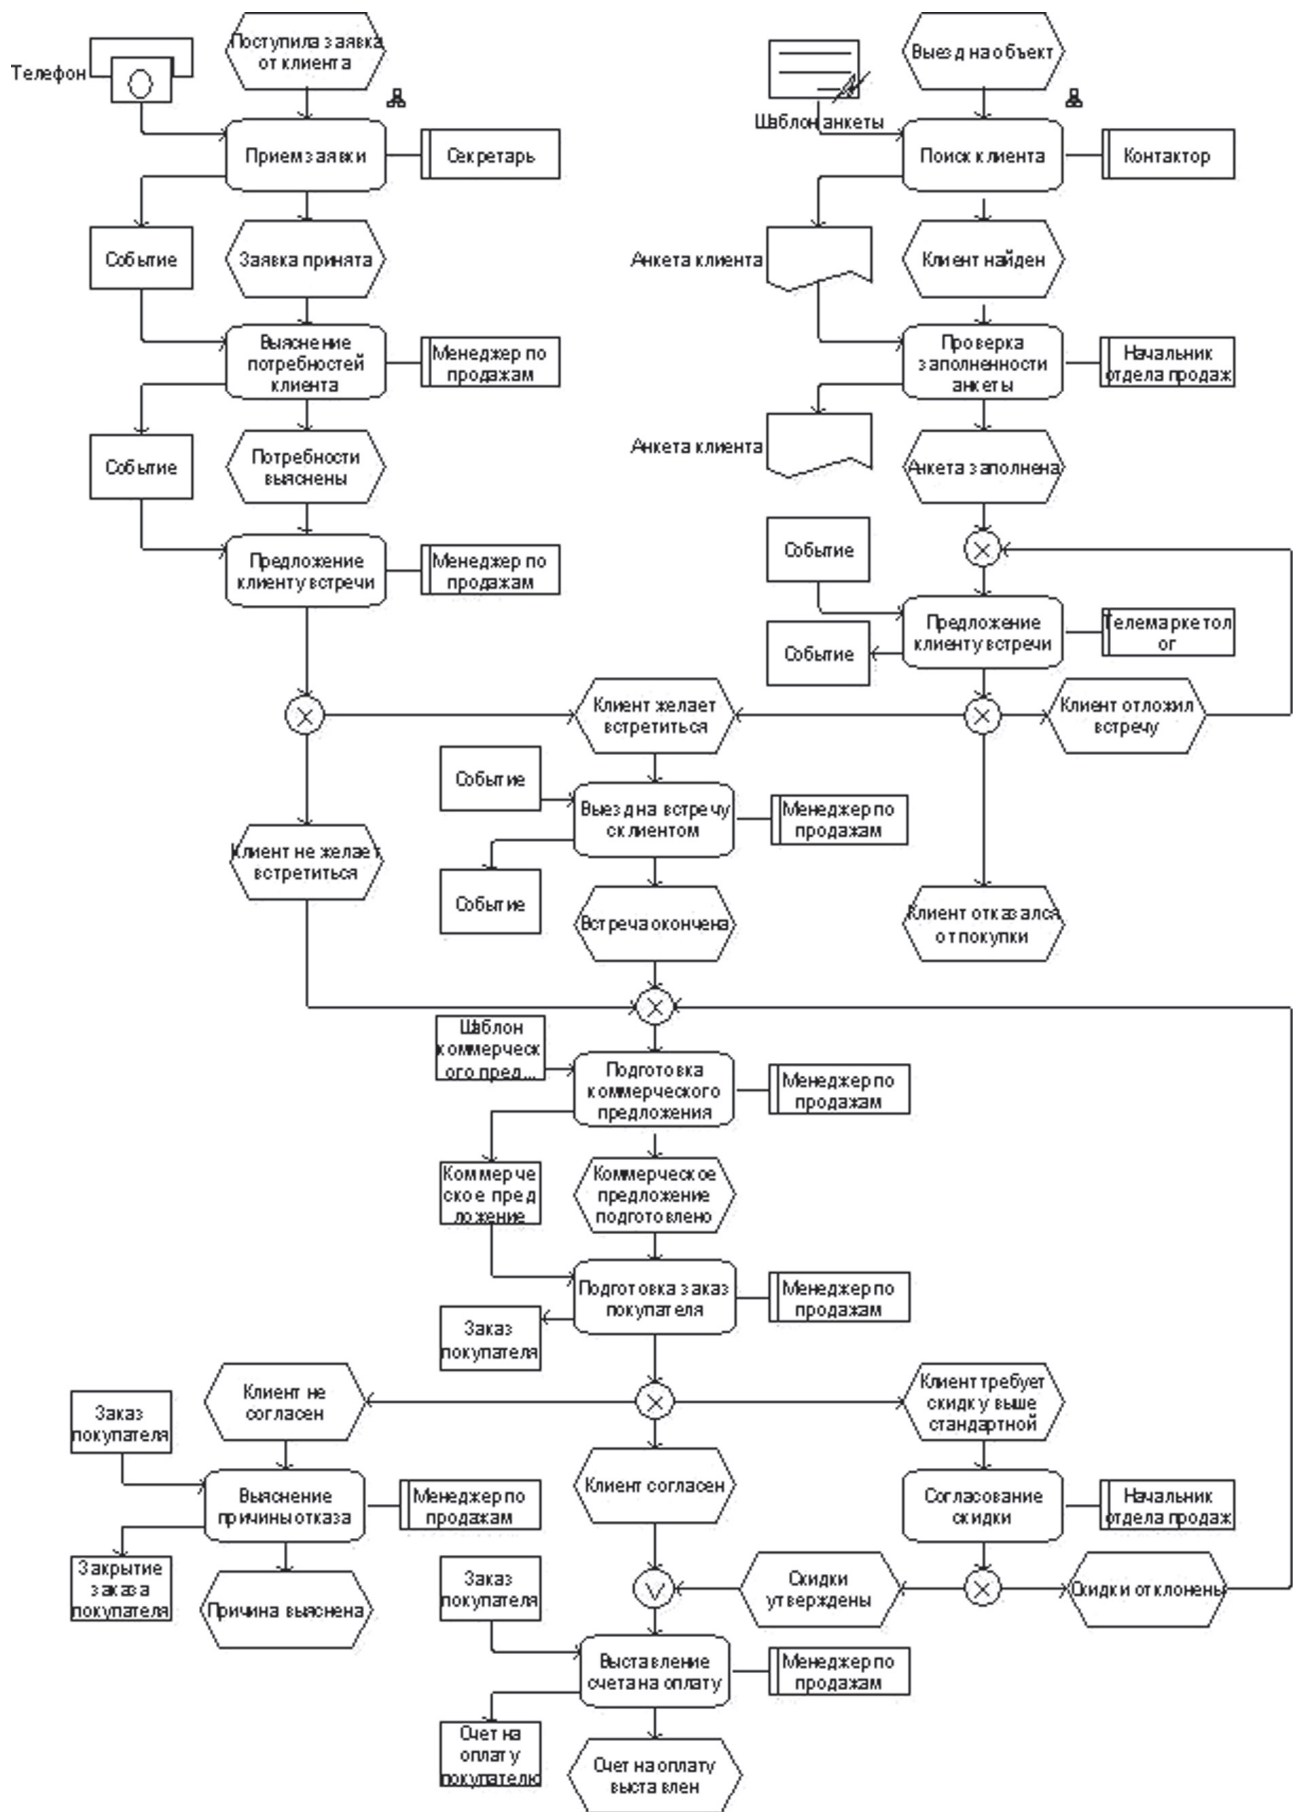 Поступила заявка
от клиента
Телефон
Прием заявки
Секретарь
Событие
Заявка принята
Выяснение
потребностей
клиента
Менеджер по
продажам
Событие
Потребности
выяснены
Предложение
клиенту встречи
Менеджер по
продажам
Выезд на объект
Шаблон анкеты
Поиск клиента
Контактор
Анкета клиента
Клиент найден
Проверка
заполненности
анкеты
Начальник
отдела продаж
Анкета клиента
Анкета заполнена
Событие
Предложение
клиенту встречи
Телемаркетол
ог
Событие
Клиент желает
встретиться
Клиент отложил
встречу
Событие
Выезд на встречу
с клиентом
Менеджер по
продажам
Клиент не желает
встретиться
Событие
Встреча окончена
Клиент отказался
от покупки
Шаблон
коммерческ
ого пред...
Подготовка
коммерческого
предложения
Менеджер по
продажам
Коммерче
ское пред
ложение
Коммерческое
предложение
подготовлено
Подготовка заказ
покупателя
Менеджер по
продажам
Заказ
покупателя
Клиент не
согласен
Клиент требует
скидку выше
стандартной
Заказ
покупателя
Выяснение
причины отказа
Менеджер по
продажам
Клиент согласен
Согласование
скидки
Начальник
отдела продаж
Закрытие
заказа
покупателя
Причина выяснена
Заказ
покупателя
Скидки
утверждены
Скидки отклонены
Выставление
счета на оплату
Менеджер по
продажам
Счет на
оплату
покупателю
Счет на оплату
выставлен